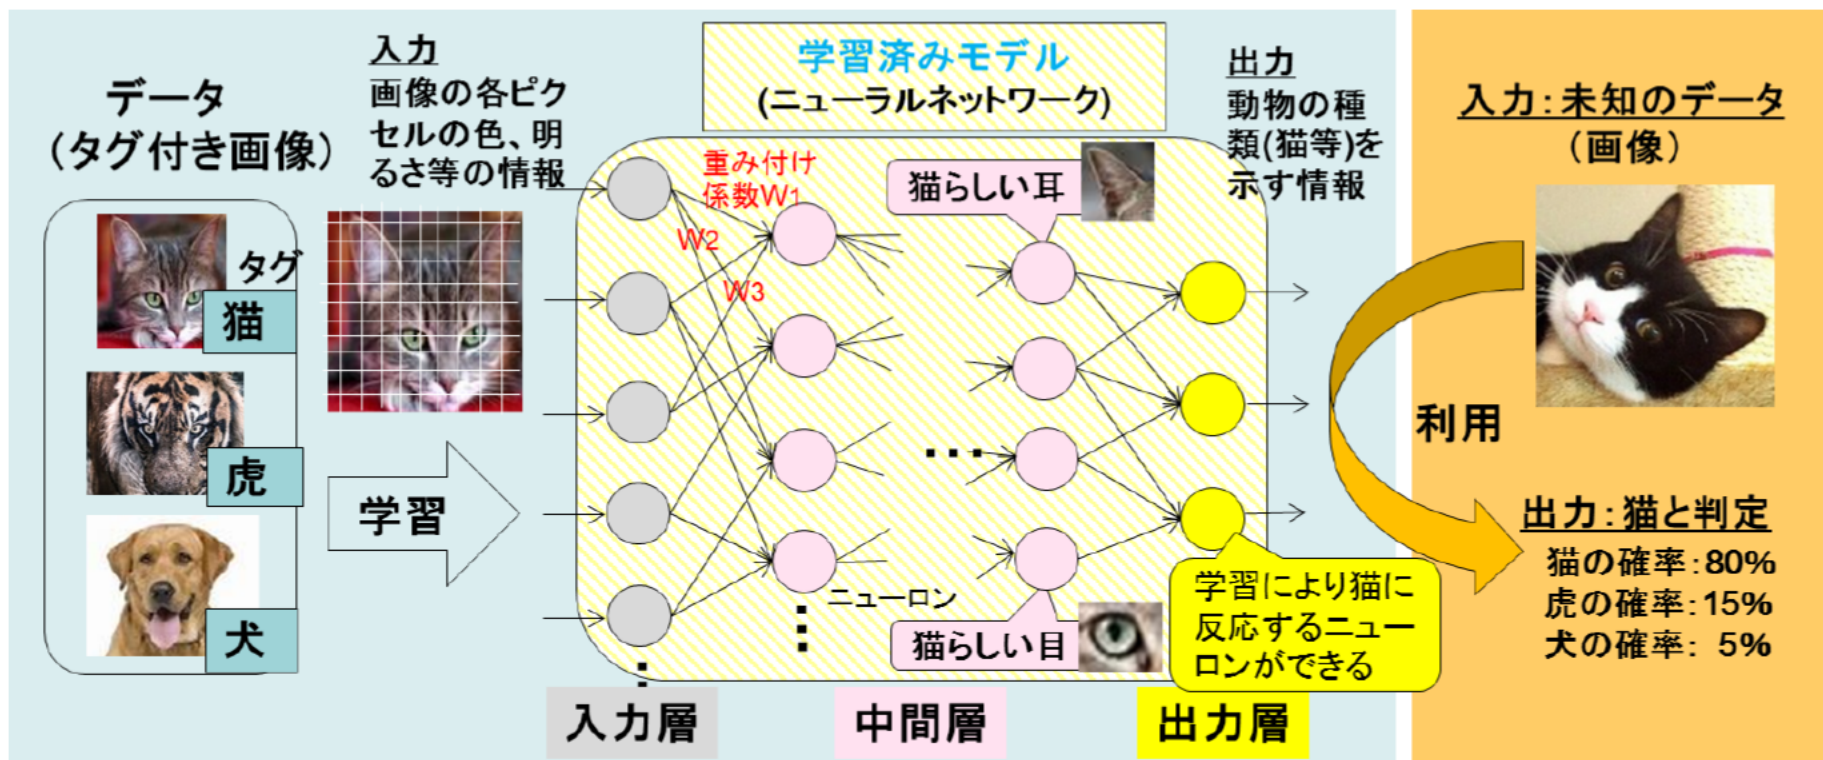 データ
（タグ付き画像）
タグ
猫
虎
犬
入力
画像の各ピク
セルの色、明
るさ等の情報
学習
学習済みモデル
(ニューラルネットワーク)
重み付け
係数W1
W2
W3
猫らしい耳
ニューロン
猫らしい目
入力層
中間層
出力層
出力
動物の種
類(猫等)を
示す情報
学習により猫に
反応するニュー
ロンができる
利用
入力：未知のデータ
（画像）
出力：猫と判定
猫の確率：80%
虎の確率：15%
犬の確率： 5%